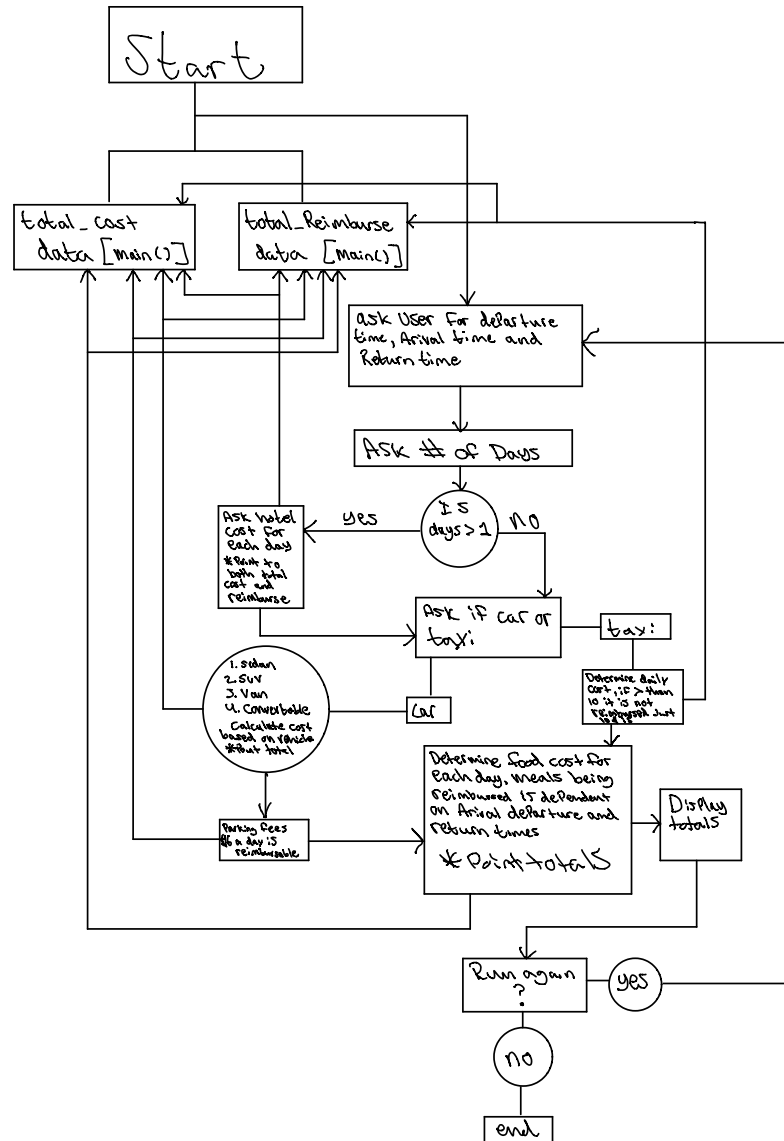 Start
total_cost
data [main()]
total_Reimburse
data [main()]
ask User for departure
time, Arival time and
Return time
Ask # of Days
Is
days>1
yes
no
Ask hotel
cost for
each day
*Point to
both total
cost and
reimburse
Ask if car or
taxi
taxi
1. sedan
2. SUV
3. Van
4. Convertable
Calculate cost
based on vehicle
total
car
Determine daily
cost, if > than
10 it is not
reimbursed Just
Determine food cost for
each day, meals being
reimbursed is dependent
on Arival departure and
return times
*Point totals
Display
totals
Parking fees
$6 a day is
reimbursable
Run again
?
yes
no
end